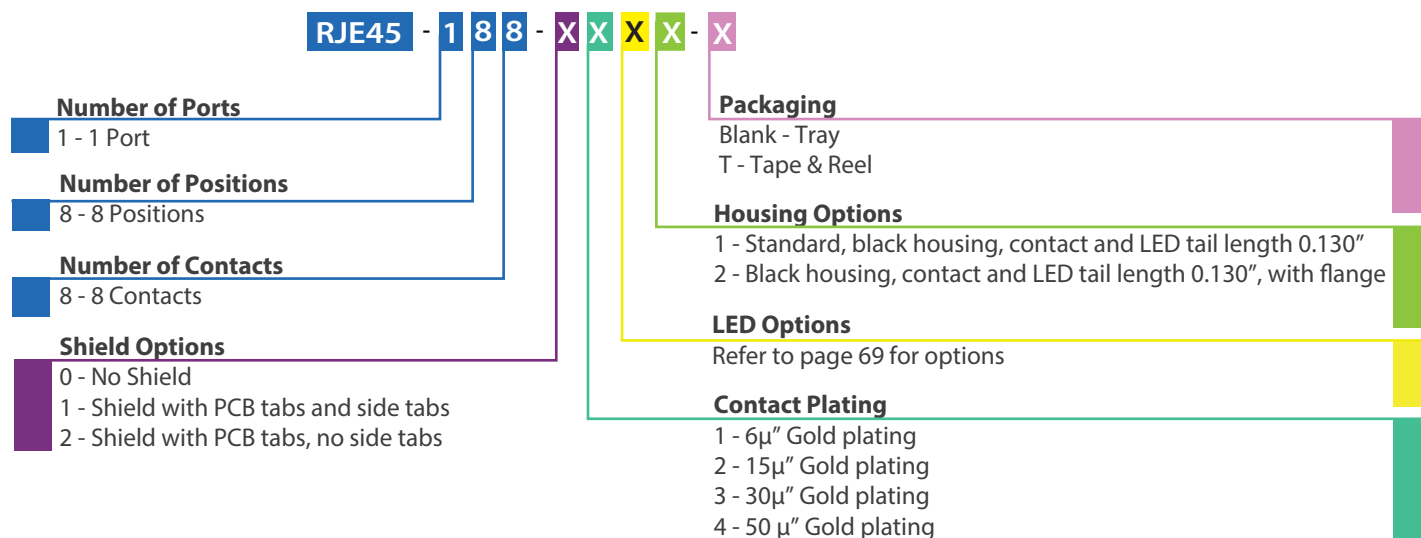 RJE45 - 1 8 8 - X X X X - X
Number of Ports
1 - 1 Port
Number of Positions
8 - 8 Positions
Number of Contacts
8 - 8 Contacts
Shield Options
0 - No Shield
1 - Shield with PCB tabs and side tabs
2 - Shield with PCB tabs, no side tabs
Packaging
Blank - Tray
T - Tape & Reel
Housing Options
1 - Standard, black housing, contact and LED tail length 0.130”
2 - Black housing, contact and LED tail length 0.130”, with flange
LED Options
Refer to page 69 for options
Contact Plating
1 - 6µ” Gold plating
2 - 15µ” Gold plating
3 - 30µ” Gold plating
4 - 50 µ” Gold plating